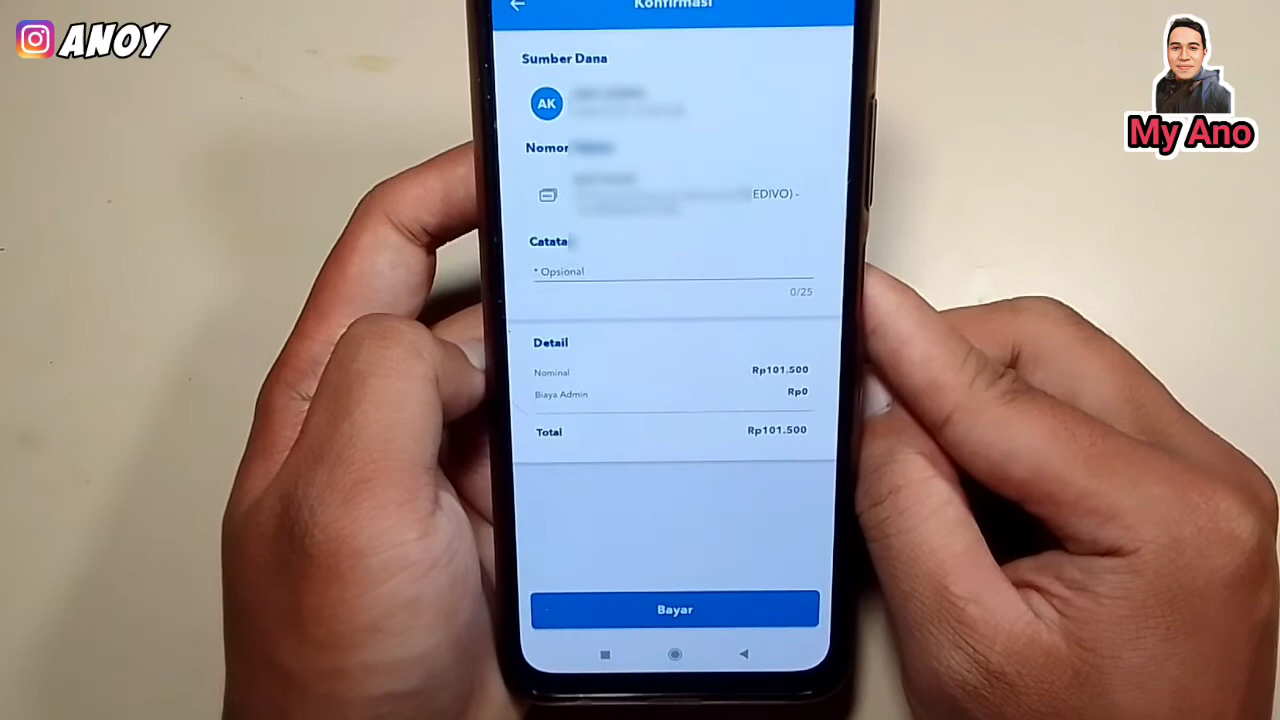 ANOY
My Ano
Konfirmasi
Sumber Dana
AK
Nomor
EDIVO) -
Catata
* Opsional
0/25
Detail
Nominal Rp101.500
Biaya Admin Rp0
Total Rp101.500
Bayar